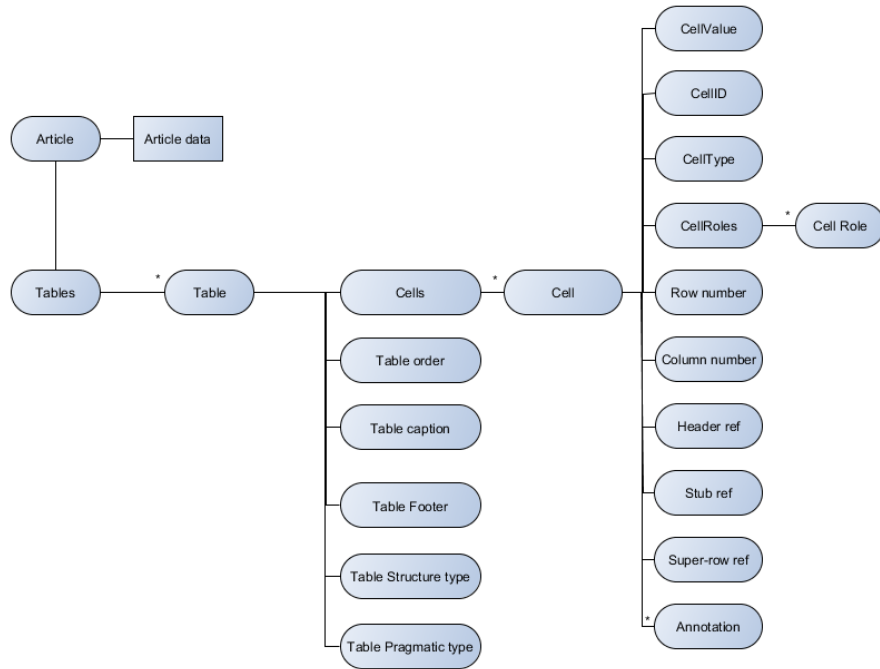 CellValue
CellID
Article
Article data
CellType
CellRoles
*
Cell Role
Tables
*
Table
Cells
*
Cell
Row number
Table order
Column number
Table caption
Header ref
Table Footer
Stub ref
Table Structure type
Super-row ref
Table Pragmatic type
*
Annotation